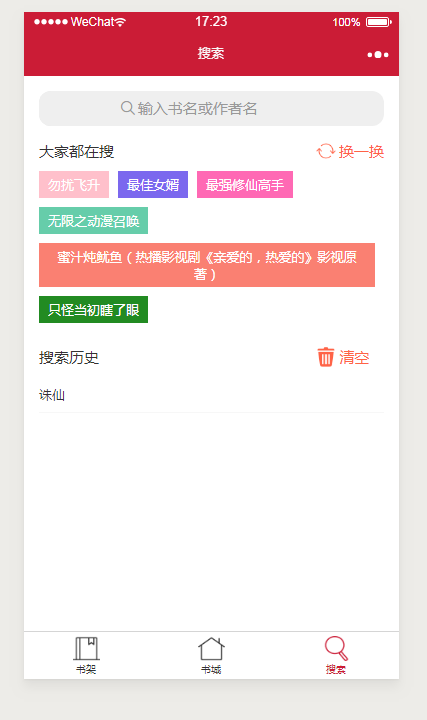 WeChat 17:23 100%
搜索
输入书名或作者名
大家都在搜 换一换
勿扰飞升 最佳女婿 最强修仙高手
无限之动漫召唤
蜜汁炖鱿鱼（热播影视剧《亲爱的，热爱的》影视原
著）
只怪当初瞎了眼
搜索历史 清空
诛仙
书架 书城 搜索